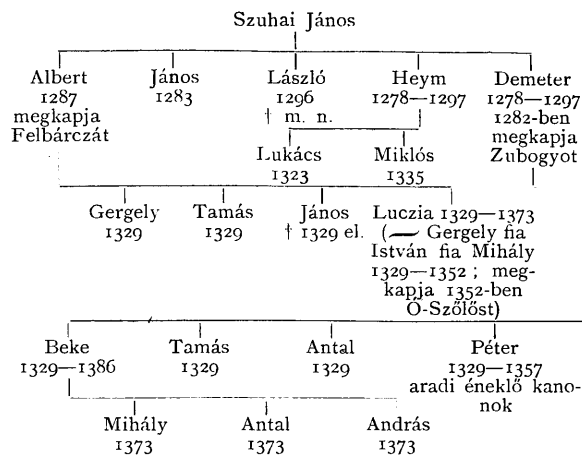 Szuhai János
Albert János László Heym Demeter
1287 1283 1296 1278—1297 1278—1297
megkapja † m. n. 1282-ben
Felbárczát megkapja
Lukács Miklós Zubogyot
1323 1335
Gergely Tamás János Luczia 1329—1373
1329 1329 † 1329 el. (— Gergely fia
István fia Mihály
1329—1352 ; meg-
kapja 1352-ben
Ó-Szőlőst)
Beke Tamás Antal Péter
1329—1386 1329 1329 1329—1357
aradi éneklő kano-
nok
Mihály Antal András
1373 1373 1373